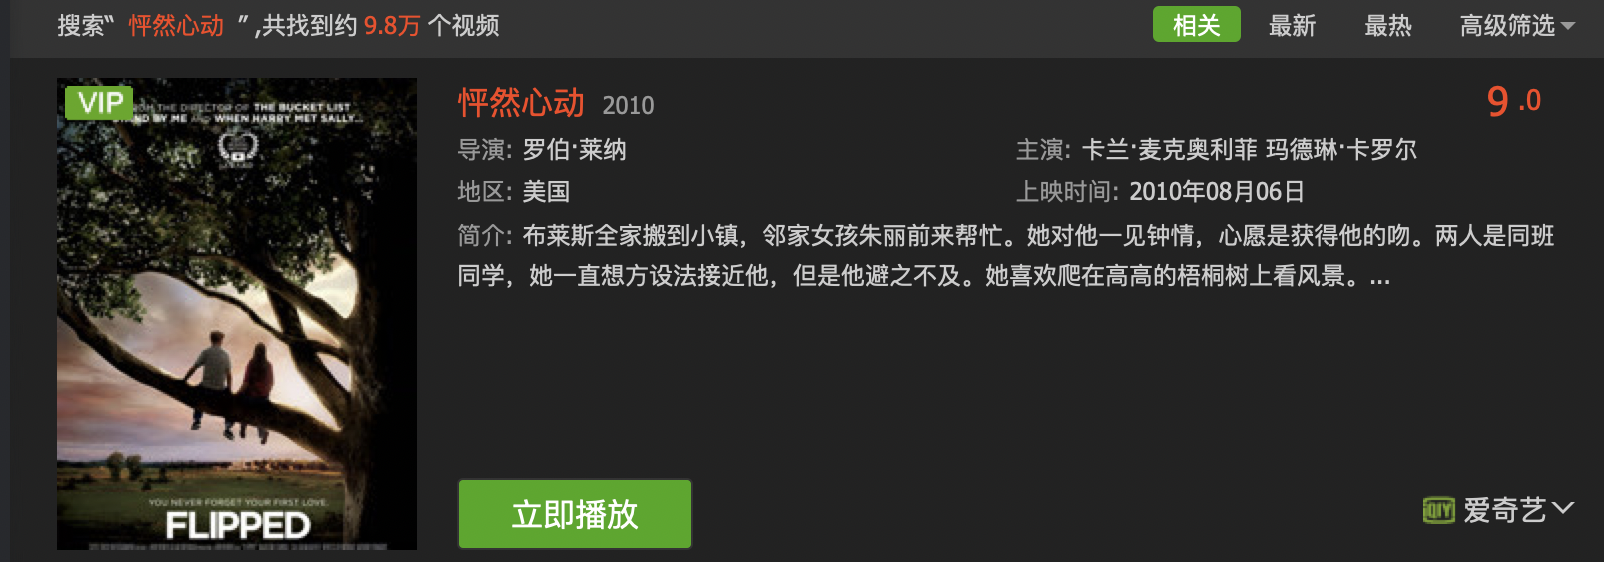 搜索“ 怦然心动 ” ,共找到约 9.8万 个视频
相关 最新 最热 高级筛选
VIP
FROM THE DIRECTOR OF THE BUCKET LIST
STAND BY ME AND WHEN HARRY MET SALLY...
怦然心动 2010
9.0
导演: 罗伯·莱纳
主演: 卡兰·麦克奥利菲 玛德琳·卡罗尔
地区: 美国
上映时间: 2010年08月06日
简介: 布莱斯全家搬到小镇，邻家女孩朱丽前来帮忙。她对他一见钟情，心愿是获得他的吻。两人是同班
同学，她一直想方设法接近他，但是他避之不及。她喜欢爬在高高的梧桐树上看风景。...
YOU NEVER FORGET YOUR FIRST LOVE.
FLIPPED
立即播放
iQIY 爱奇艺